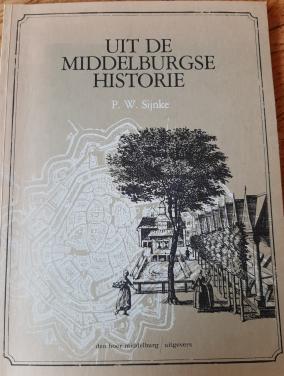 UIT DE
MIDDELBURGSE
HISTORIE
P. W. Sijnke
den boer middelburg / uitgevers